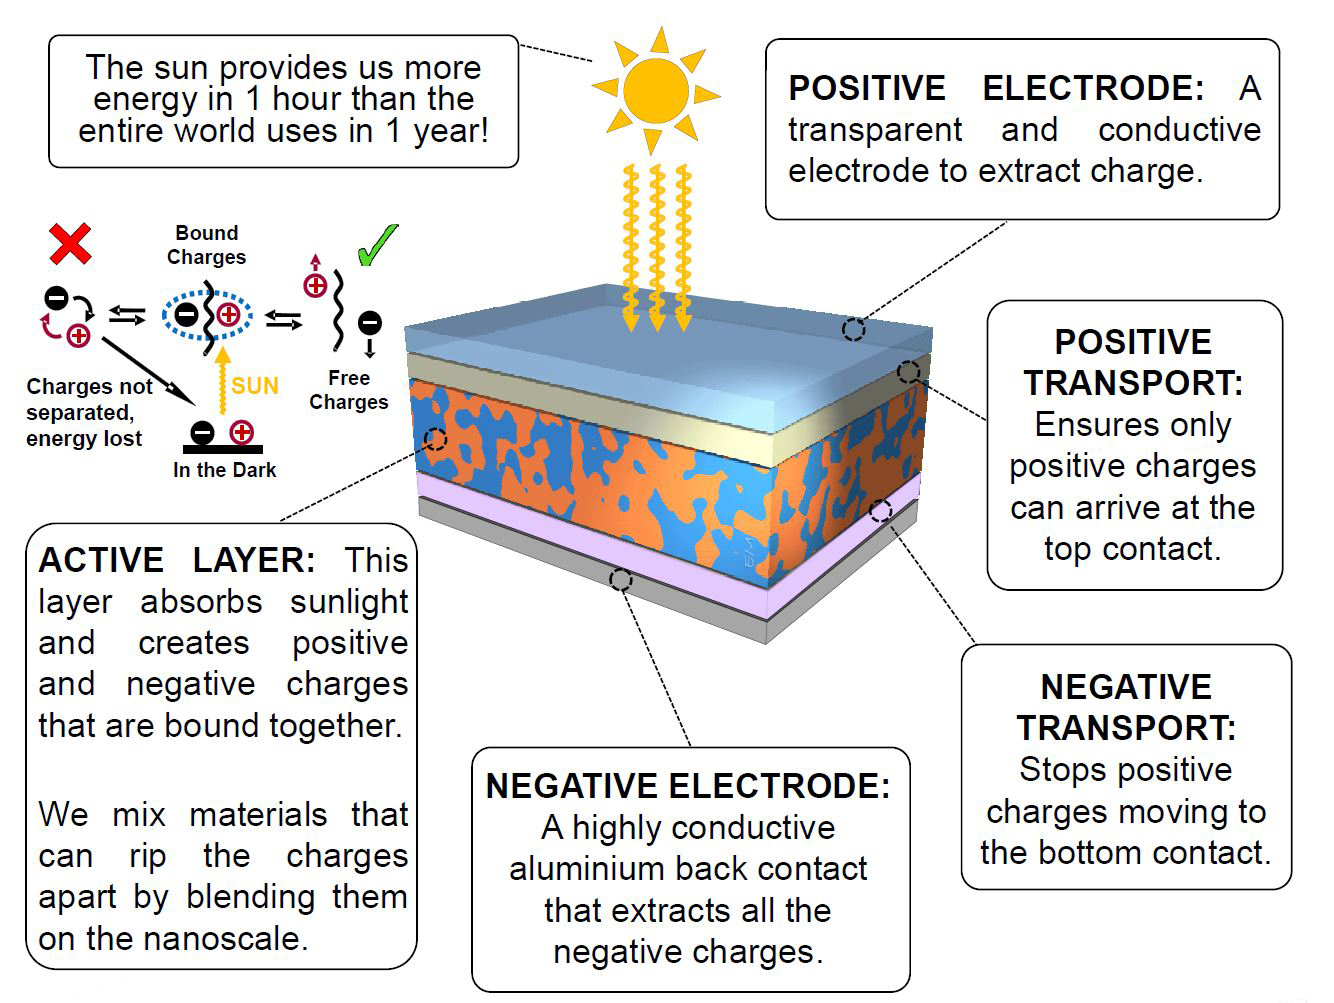 The sun provides us more
energy in 1 hour than the
entire world uses in 1 year!
POSITIVE ELECTRODE: A
transparent and conductive
electrode to extract charge.
Bound
Charges
Charges not
separated,
energy lost
SUN
Free
Charges
In the Dark
POSITIVE
TRANSPORT:
Ensures only
positive charges
can arrive at the
top contact.
ACTIVE LAYER: This
layer absorbs sunlight
and creates positive
and negative charges
that are bound together.
We mix materials that
can rip the charges
apart by blending them
on the nanoscale.
NEGATIVE ELECTRODE:
A highly conductive
aluminium back contact
that extracts all the
negative charges.
NEGATIVE
TRANSPORT:
Stops positive
charges moving to
the bottom contact.